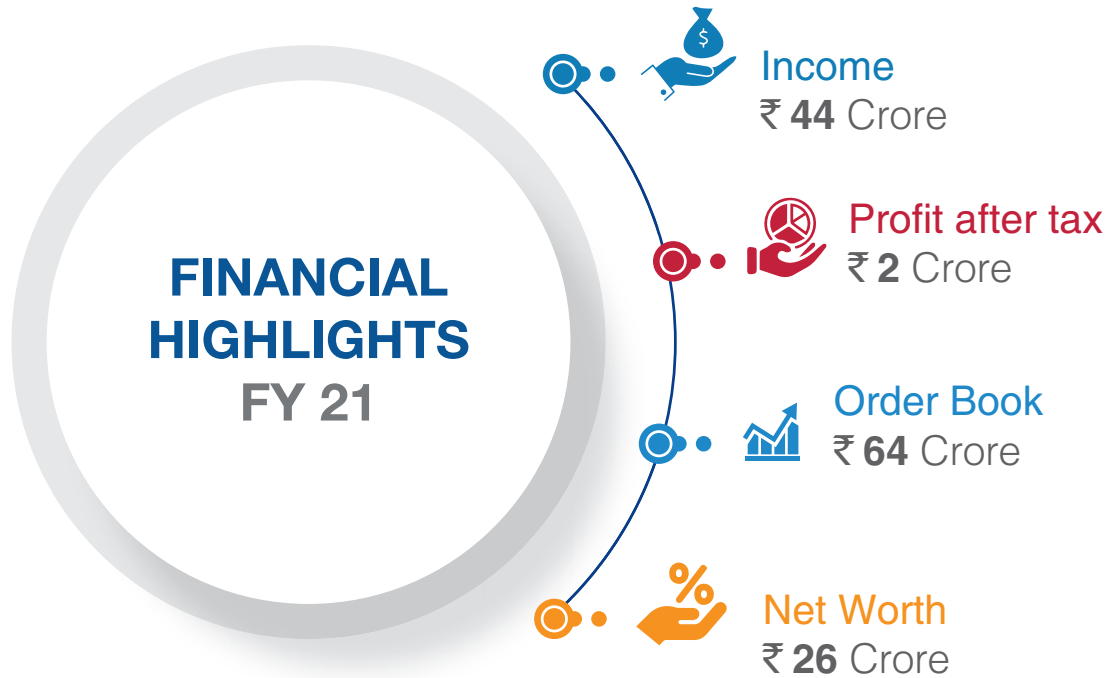 FINANCIAL
HIGHLIGHTS
FY 21
$
Income
₹ 44 Crore
Profit after tax
₹ 2 Crore
Order Book
₹ 64 Crore
%
Net Worth
₹ 26 Crore